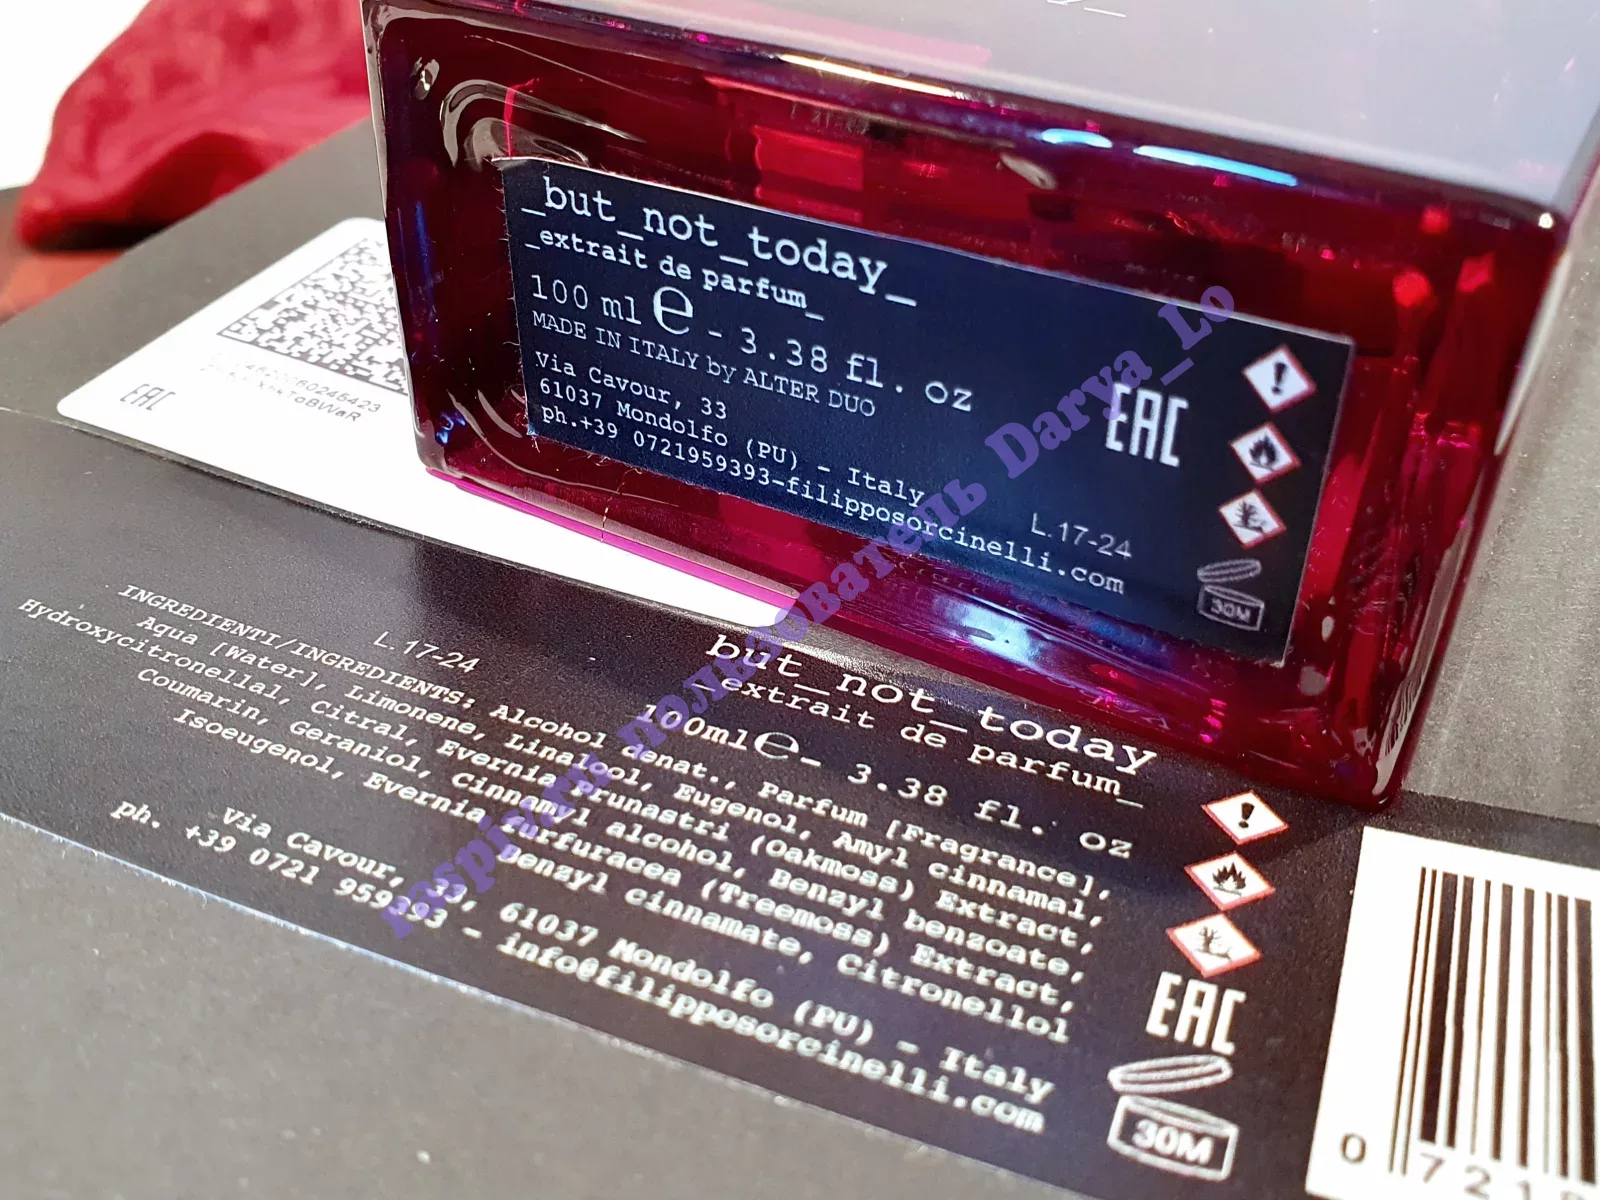 _but_not_today_
_extrait de parfum_
100 ml e - 3.38 fl. oz
MADE IN ITALY by ALTER DUO
Via Cavour, 33
61037 Mondolfo (PU) - Italy
ph.+39 0721959393-filipposorcinelli.com
EAC
L.17-24
30M
EAC
L.17-24
INGREDIENTI/INGREDIENTS: Alcohol denat., Parfum [Fragrance],
Aqua [Water], Limonene, Linalool, Eugenol, Amyl cinnamal,
Hydroxycitronellal, Citral, Evernia Prunastri (Oakmoss) Extract,
Coumarin, Geraniol, Cinnamyl alcohol, Benzyl benzoate,
Isoeugenol, Evernia Furfuracea (Treemoss) Extract,
Benzyl cinnamate, Citronellol
Via Cavour, 33, 61037 Mondolfo (PU) - Italy
ph. +39 0721 959393 - info@filipposorcinelli.com
but_not_today
_extrait de parfum_
100ml e - 3.38 fl. oz
EAC
30M
0 721
пользователь Darya_Lo